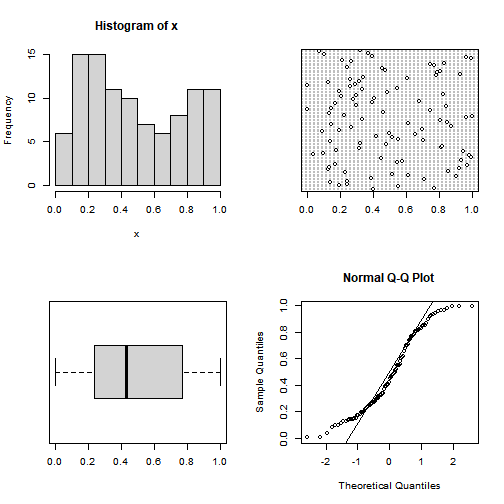 Histogram of x
Frequency
15
10
5
0
0.0 0.2 0.4 0.6 0.8 1.0
x
0.0 0.2 0.4 0.6 0.8 1.0
0.0 0.2 0.4 0.6 0.8 1.0
Normal Q-Q Plot
Sample Quantiles
1.0
0.8
0.6
0.4
0.2
0.0
-2 -1 0 1 2
Theoretical Quantiles